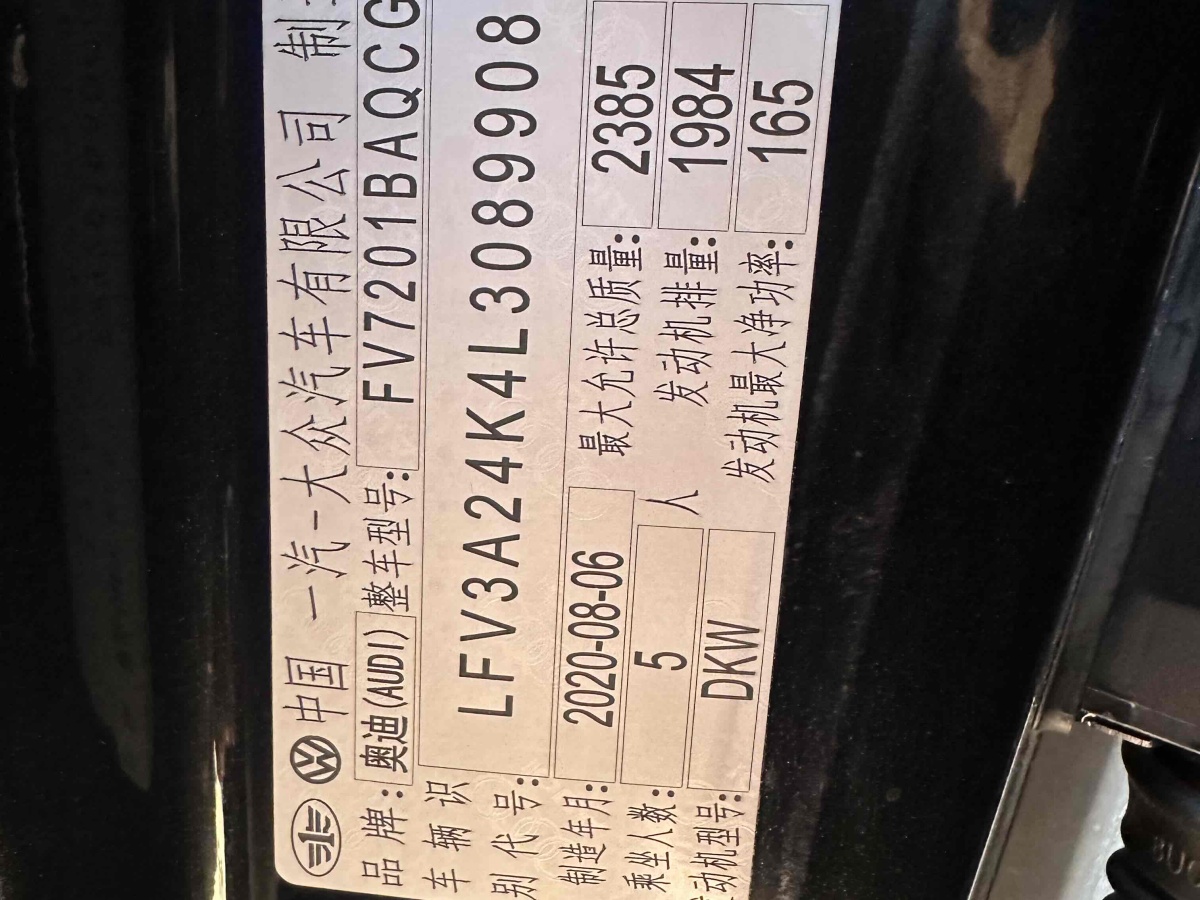 中国 一汽-大众汽车有限公司 制
品牌: 奥迪(AUDI) 整车型号: FV7201BAQCG
车辆识别代号: LFV3A24K4L3089908
制造年月: 2020-08-06 最大允许总质量: 2385
乘坐人数: 5 人 发动机排量: 1984
发动机型号: DKW 发动机最大净功率: 165